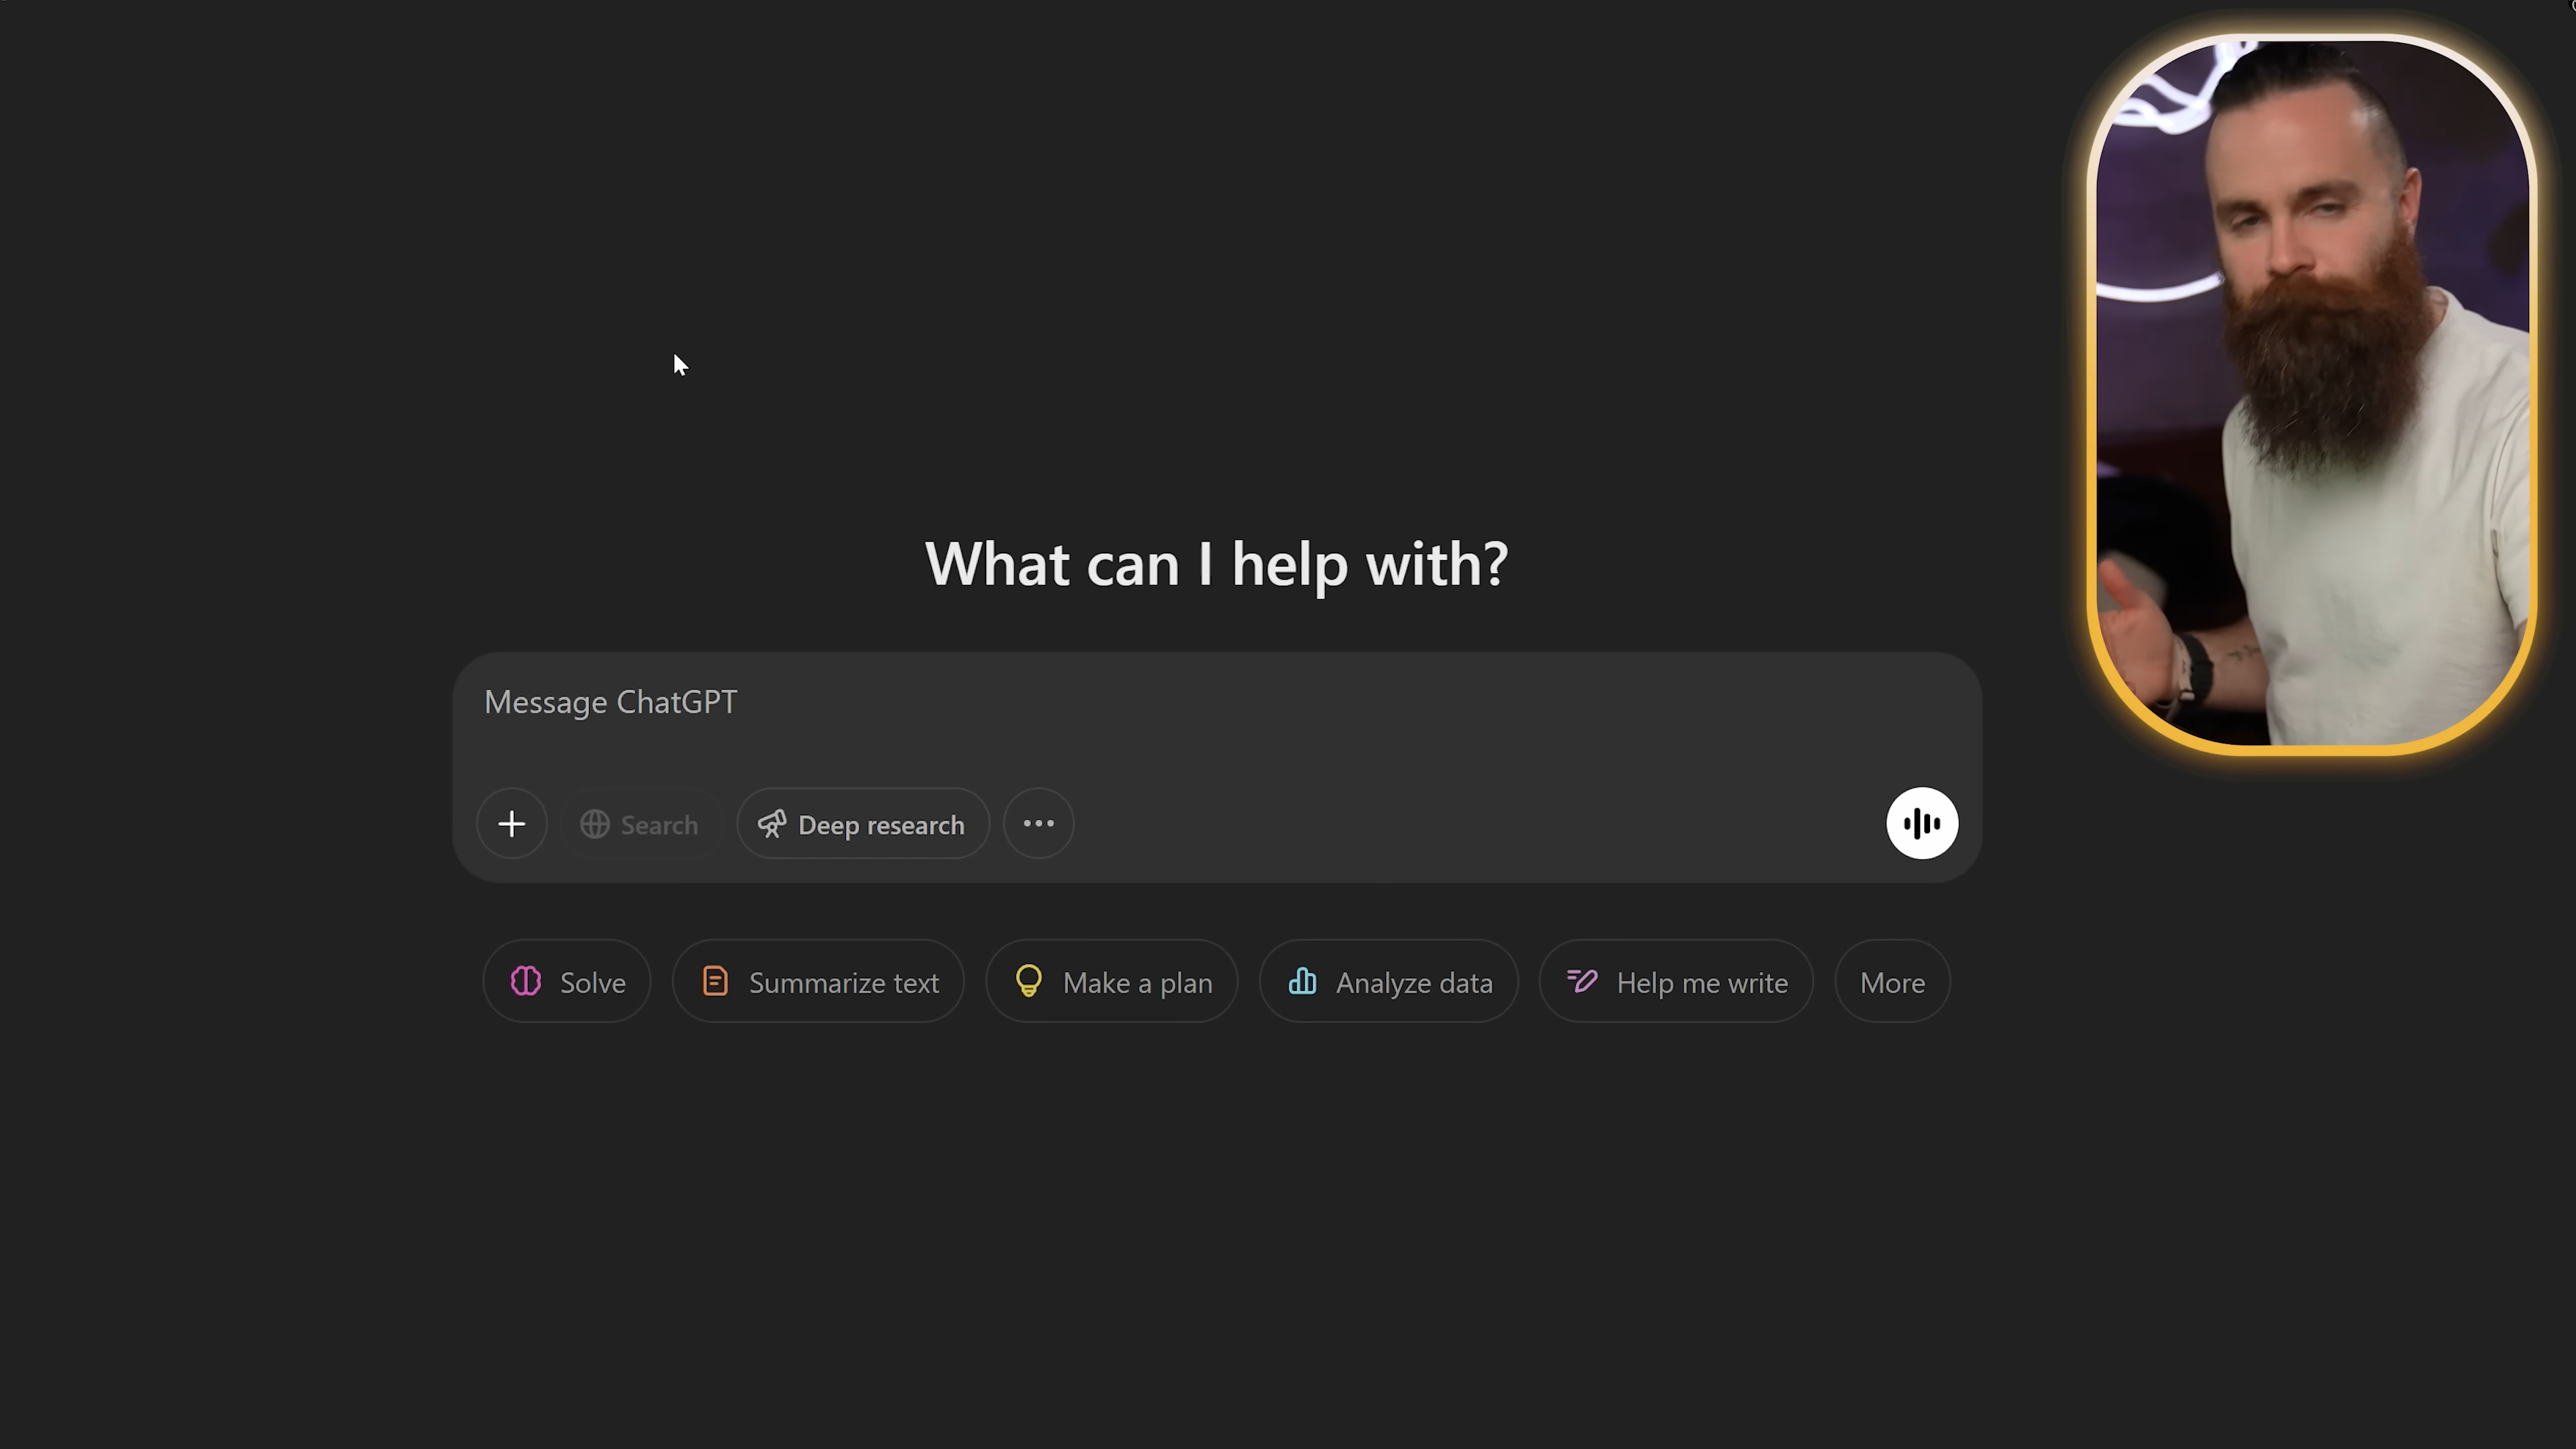 What can I help with?
Message ChatGPT
Search
Deep research
Solve
Summarize text
Make a plan
Analyze data
Help me write
More